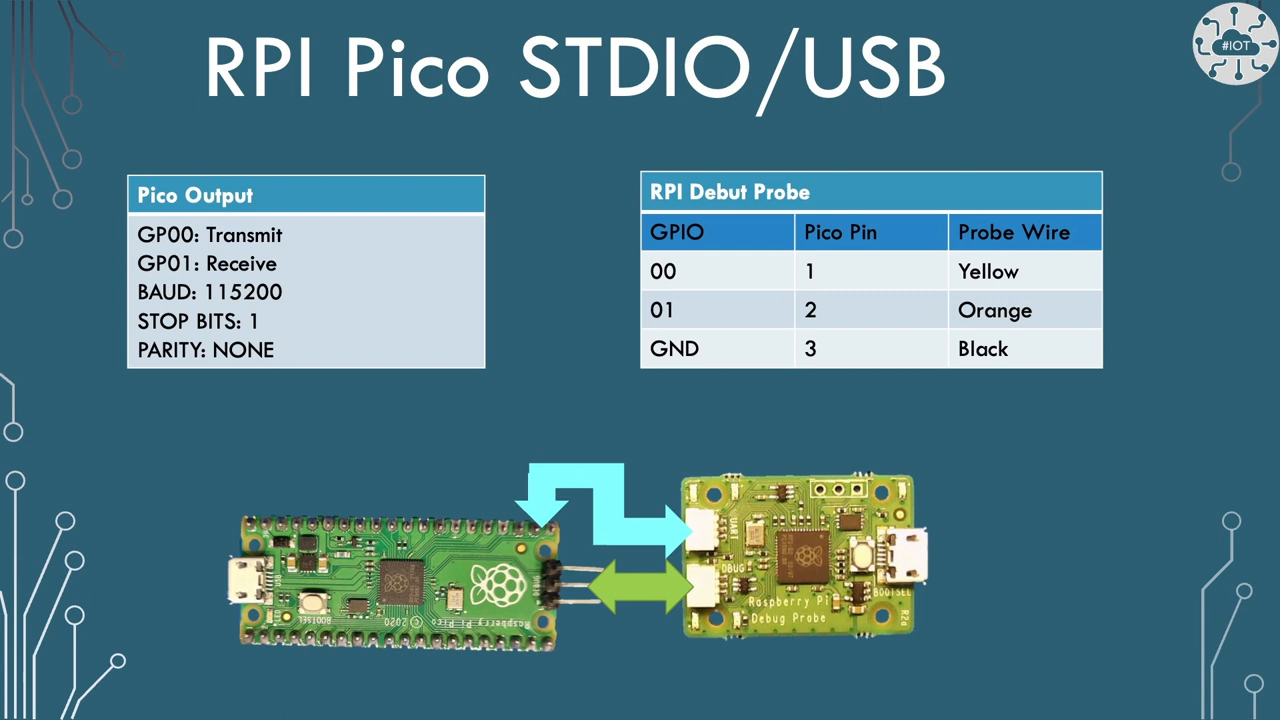 RPI Pico STDIO/USB
#IOT
Pico Output
GP00: Transmit
GP01: Receive
BAUD: 115200
STOP BITS: 1
PARITY: NONE
RPI Debut Probe
GPIO Pico Pin Probe Wire
00 1 Yellow
01 2 Orange
GND 3 Black
BOOTSEL
Raspberry Pi Pico © 2020
UART
DEBUG
Raspberry Pi
Debug Probe
BOOTSEL